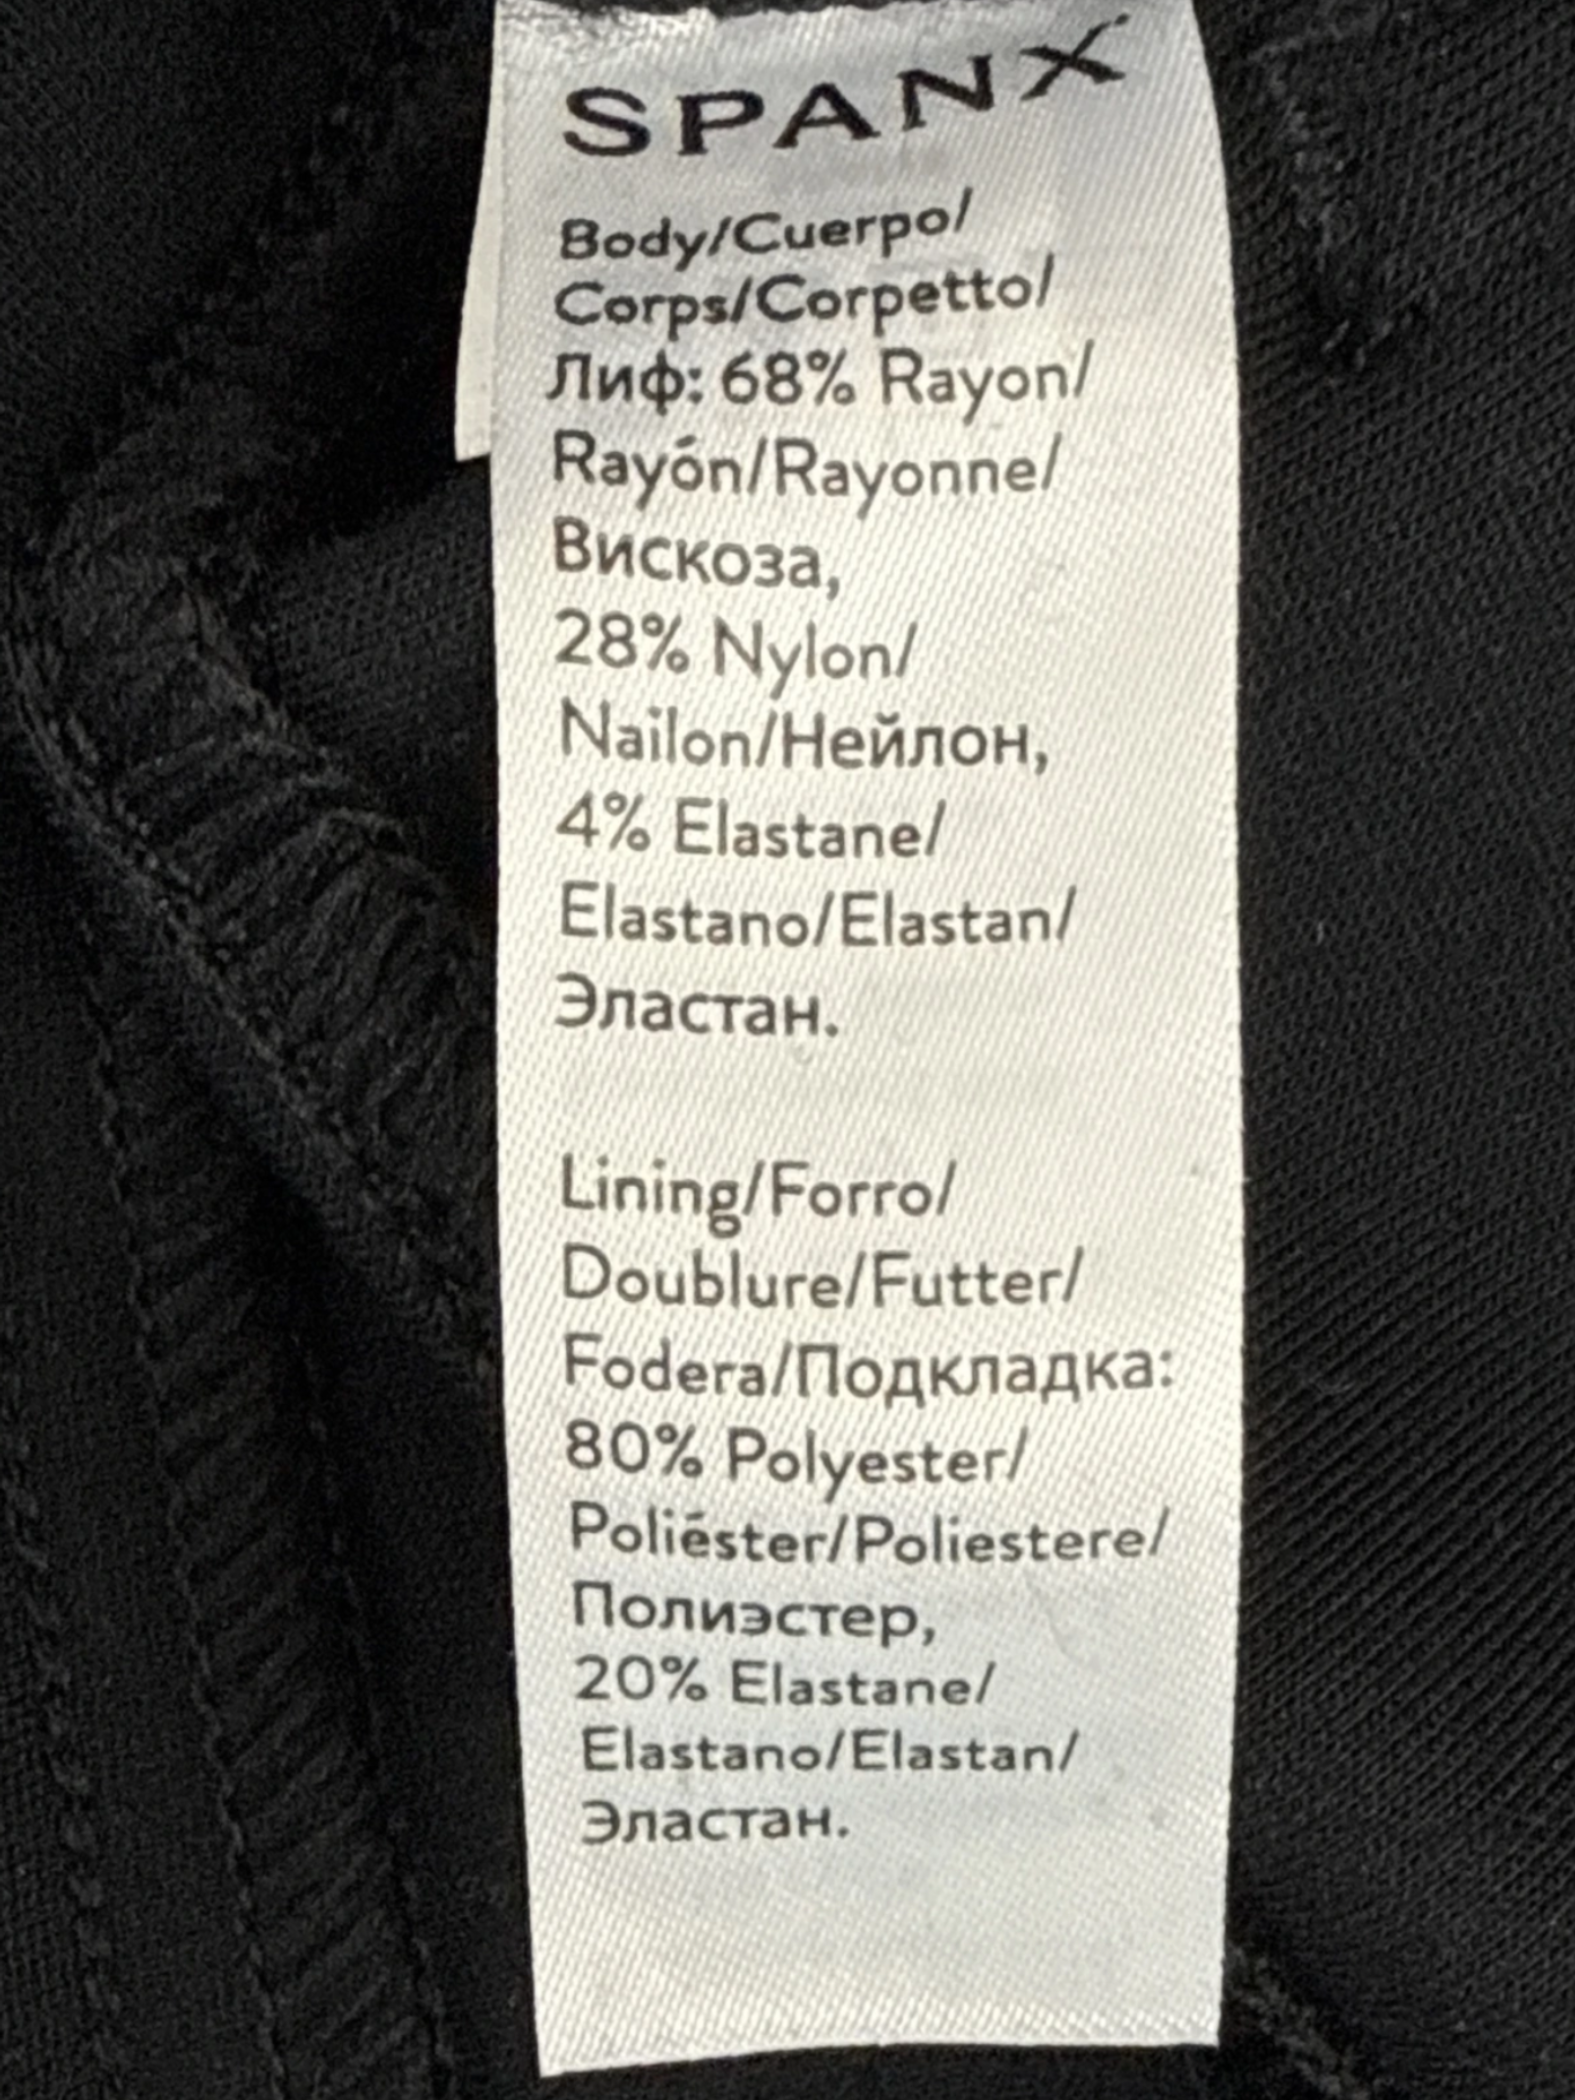 SPANX
Body/Cuerpo/
Corps/Corpetto/
Лиф: 68% Rayon/
Rayón/Rayonne/
Вискоза,
28% Nylon/
Nailon/Нейлон,
4% Elastane/
Elastano/Elastan/
Эластан.
Lining/Forro/
Doublure/Futter/
Fodera/Подкладка:
80% Polyester/
Poliéster/Poliestere/
Полиэстер,
20% Elastane/
Elastano/Elastan/
Эластан.